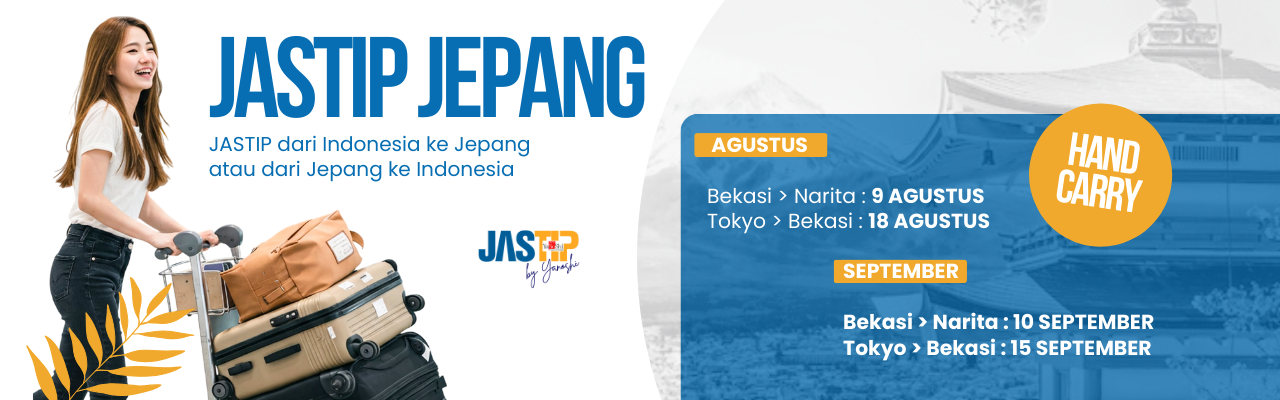 JASTIP JEPANG
JASTIP dari Indonesia ke Jepang
atau dari Jepang ke Indonesia
JASTIP
by Yanoshi
AGUSTUS
Bekasi > Narita : 9 AGUSTUS
Tokyo > Bekasi : 18 AGUSTUS
HAND
CARRY
SEPTEMBER
Bekasi > Narita : 10 SEPTEMBER
Tokyo > Bekasi : 15 SEPTEMBER